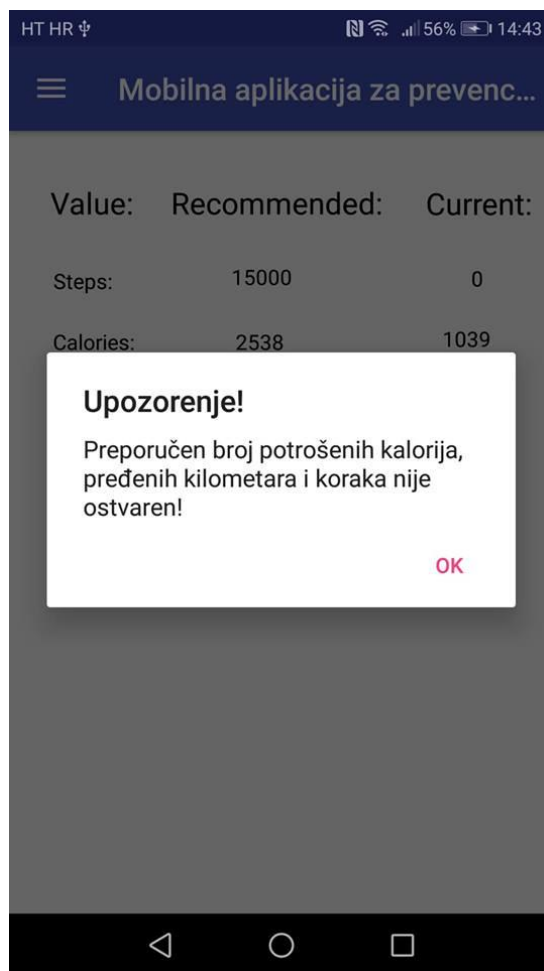 HT HR 56% 14:43
Mobilna aplikacija za prevenc...
Value: Recommended: Current:
Steps: 15000 0
Calories: 2538 1039
Upozorenje!
Preporučen broj potrošenih kalorija,
pređenih kilometara i koraka nije
ostvaren!
OK